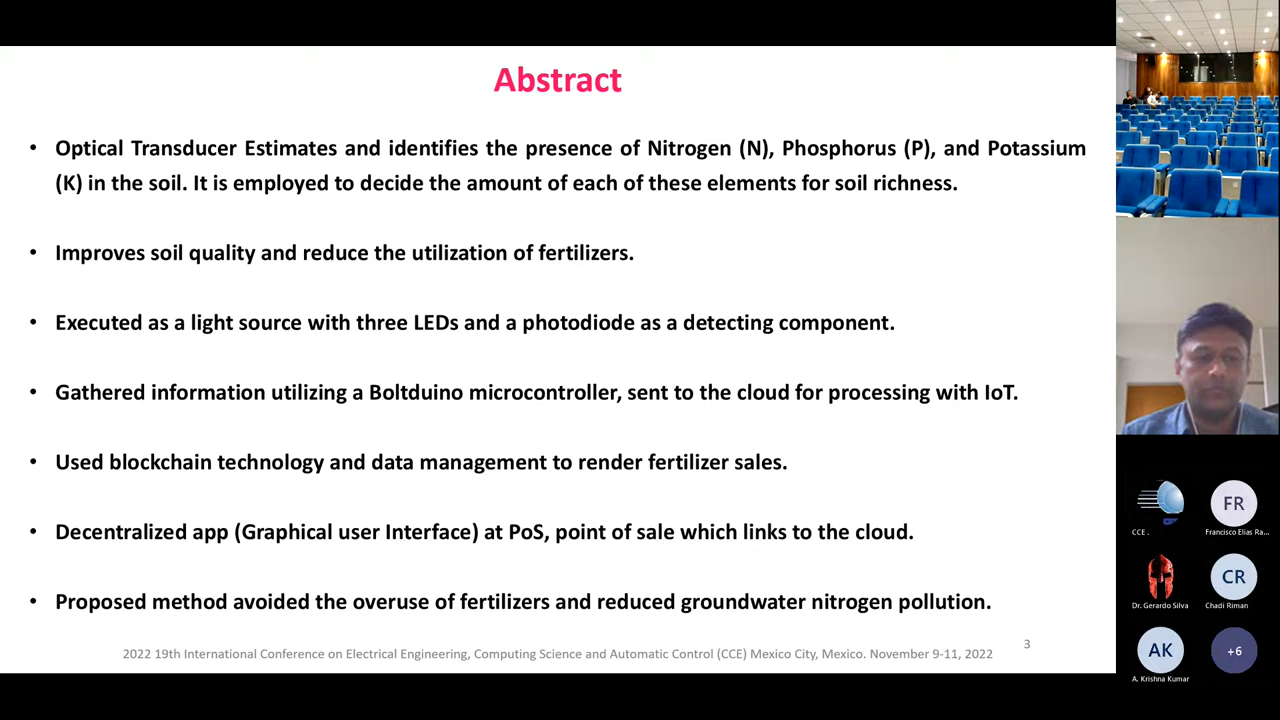 Abstract
• Optical Transducer Estimates and identifies the presence of Nitrogen (N), Phosphorus (P), and Potassium
(K) in the soil. It is employed to decide the amount of each of these elements for soil richness.
• Improves soil quality and reduce the utilization of fertilizers.
• Executed as a light source with three LEDs and a photodiode as a detecting component.
• Gathered information utilizing a Boltduino microcontroller, sent to the cloud for processing with IoT.
• Used blockchain technology and data management to render fertilizer sales.
• Decentralized app (Graphical user Interface) at PoS, point of sale which links to the cloud.
• Proposed method avoided the overuse of fertilizers and reduced groundwater nitrogen pollution.
3
2022 19th International Conference on Electrical Engineering, Computing Science and Automatic Control (CCE) Mexico City, Mexico. November 9-11, 2022
FR
CCE .
Francisco Elias Ra...
CR
Dr. Gerardo Silva
Chadi Riman
AK
+6
A. Krishna Kumar